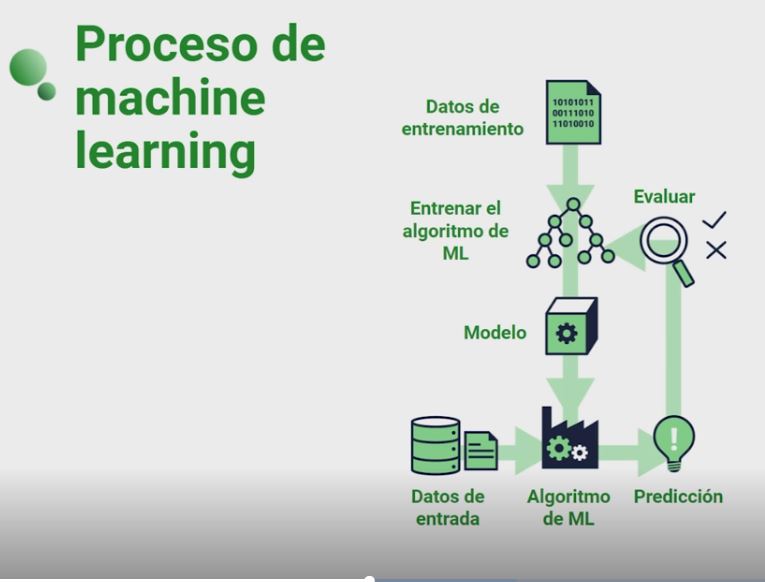 Proceso de
machine
learning
Datos de
entrenamiento
10101011
00111010
11010010
Entrenar el
algoritmo de
ML
Evaluar
Modelo
!
Datos de
entrada
Algoritmo
de ML
Predicción